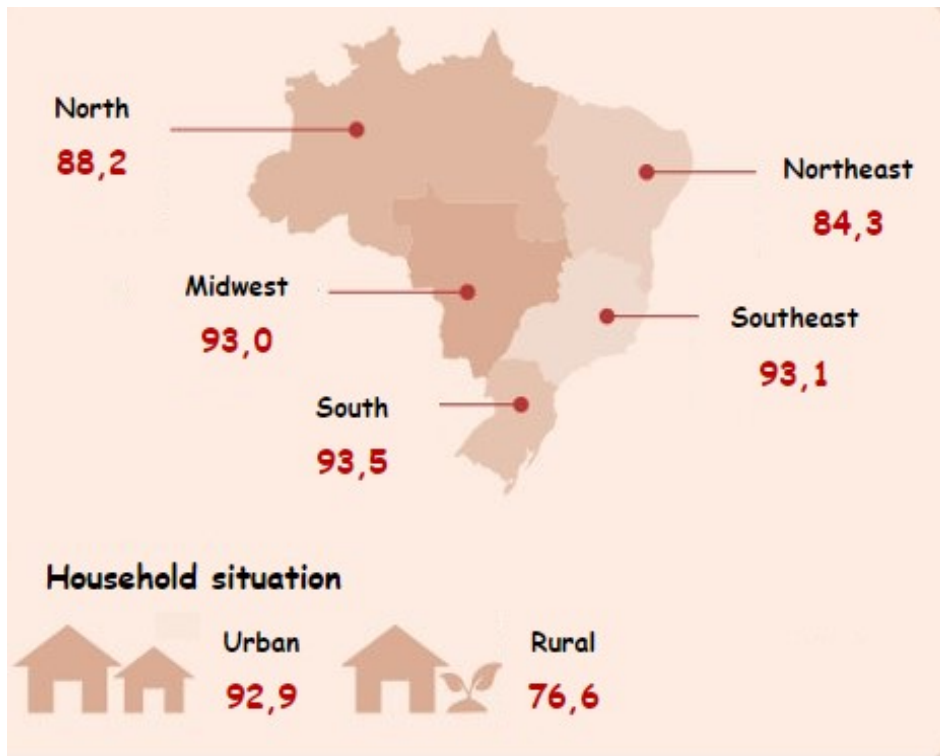 North
88,2
Northeast
84,3
Midwest
93,0
Southeast
93,1
South
93,5
Household situation
Urban
92,9
Rural
76,6